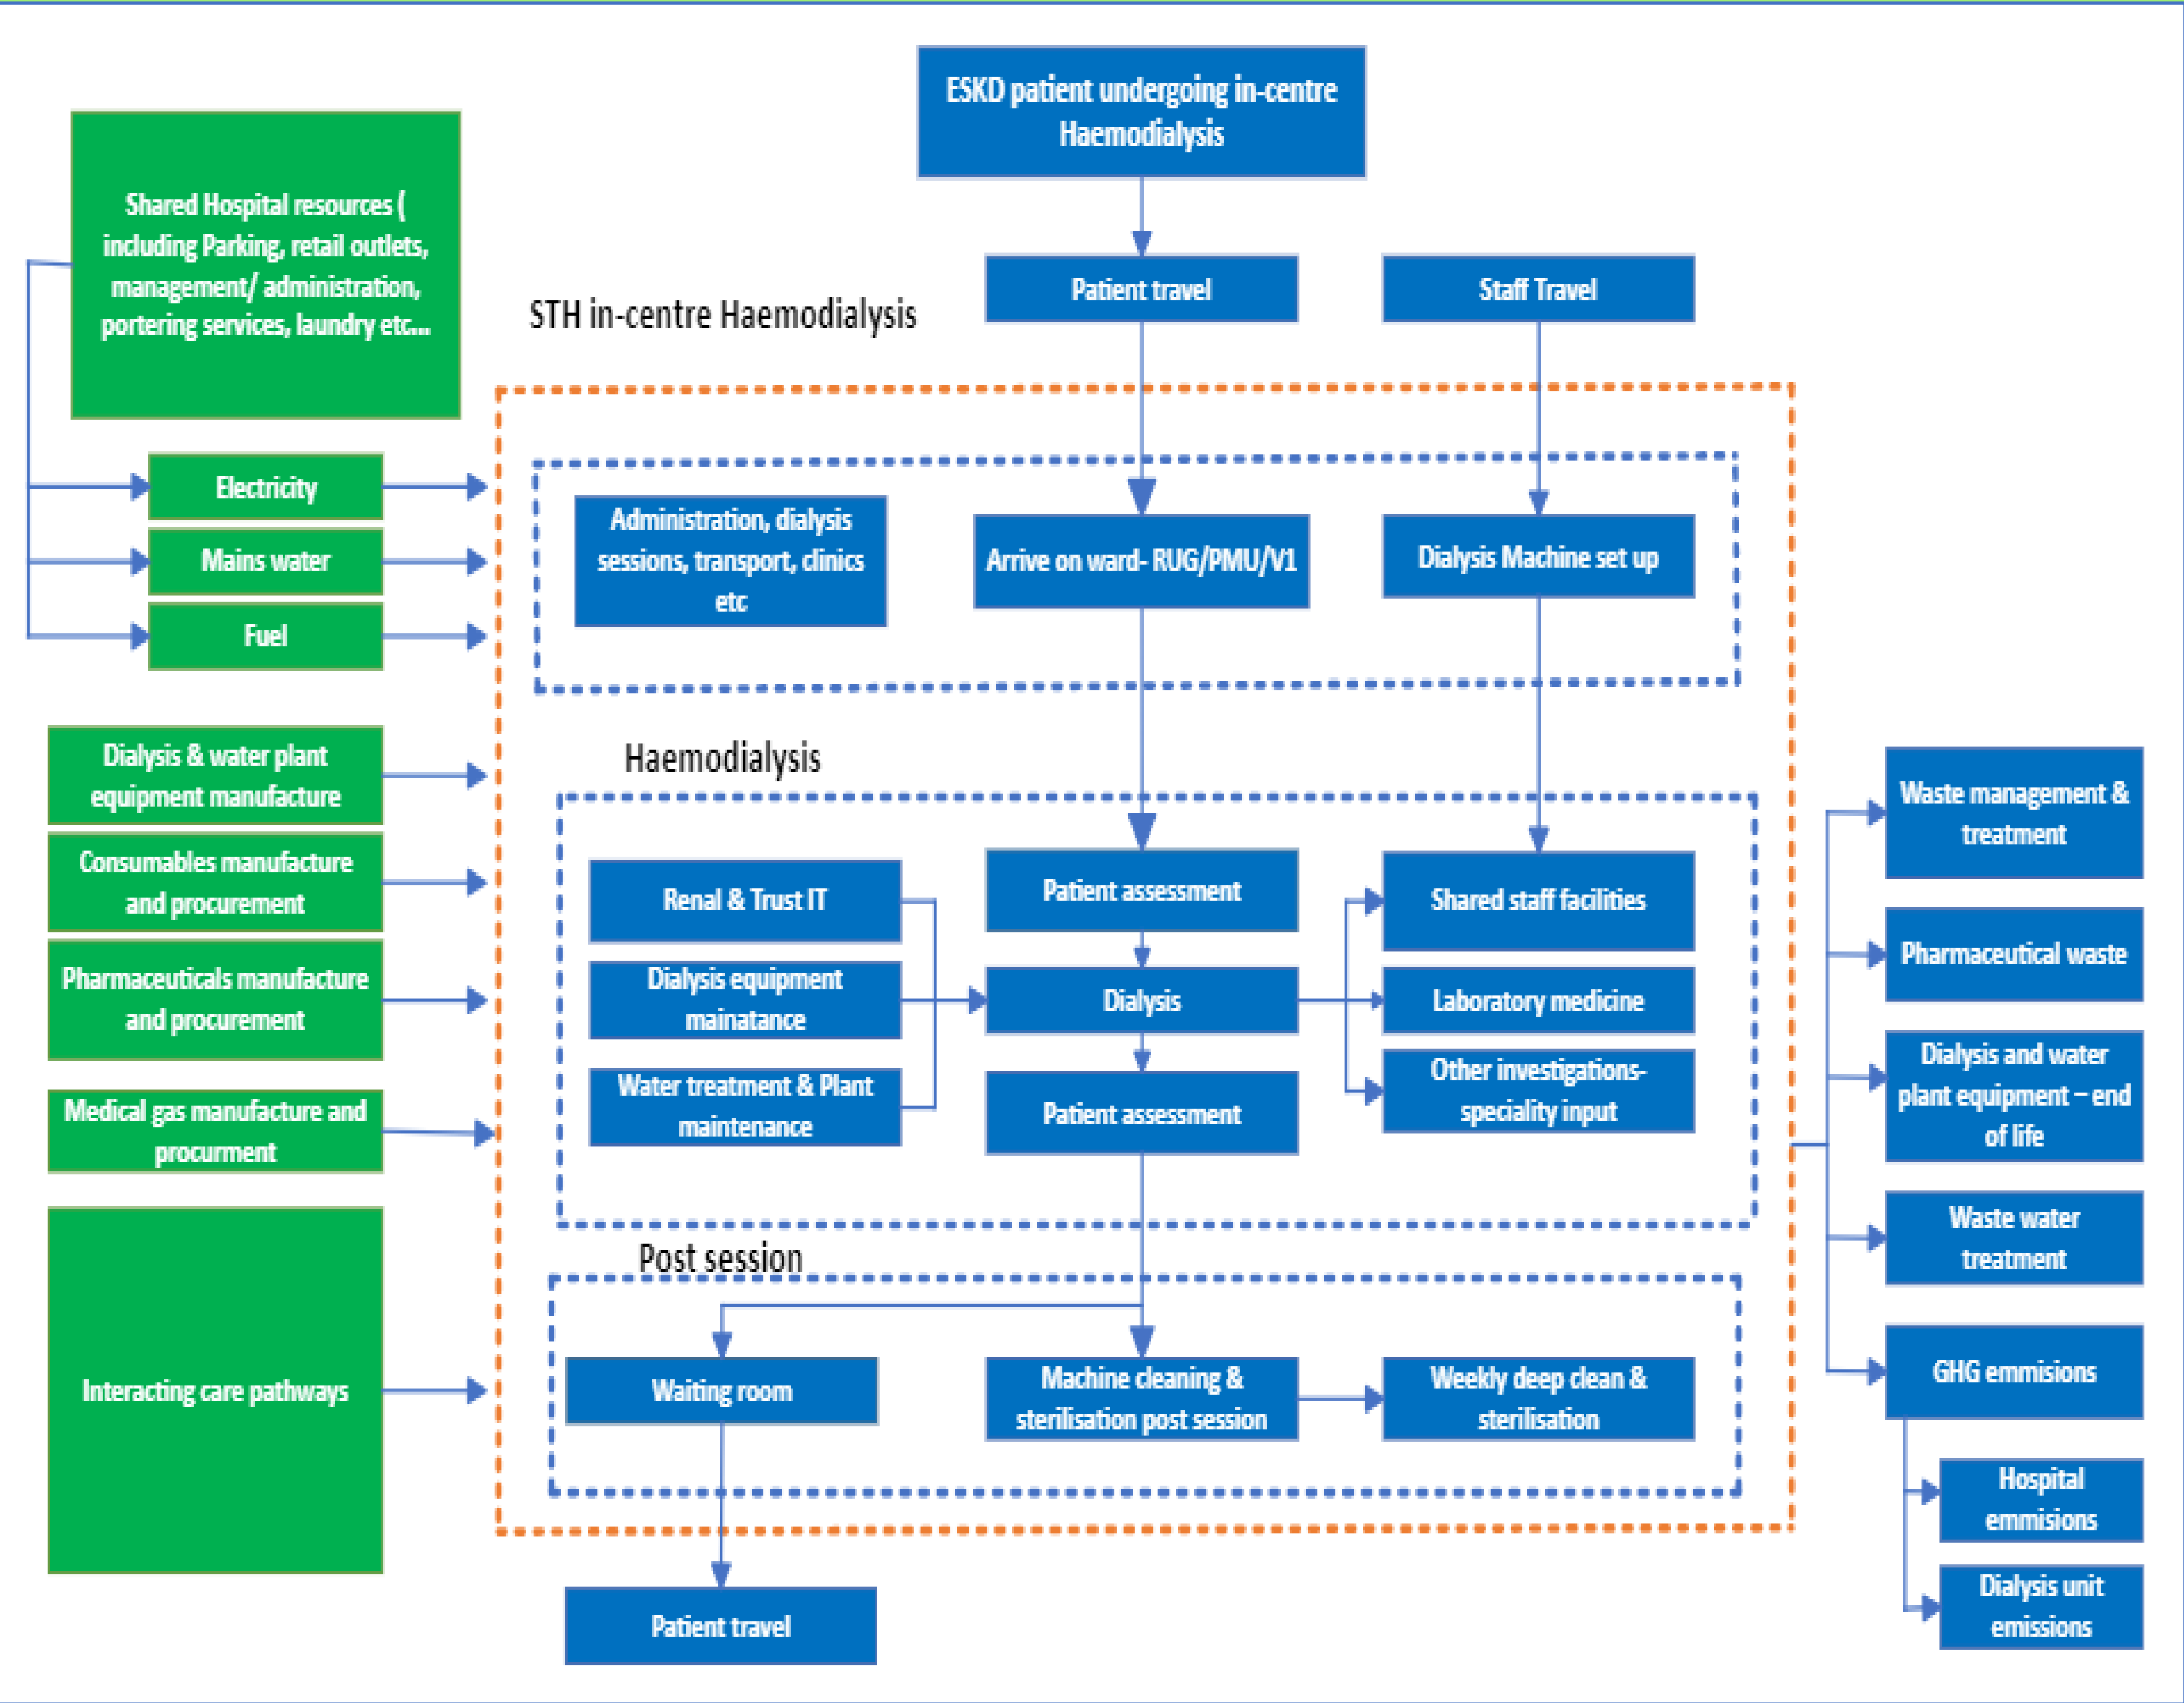 ESKD patient undergoing in-centre
Haemodialysis
Shared Hospital resources (
including Parking, retail outlets,
management/ administration,
portering services, laundry etc...
Patient travel
Staff Travel
STH in-centre Haemodialysis
Electricity
Mains water
Fuel
Administration, dialysis
sessions, transport, clinics
etc
Arrive on ward- RUG/PMU/V1
Dialysis Machine set up
Dialysis & water plant
equipment manufacture
Consumables manufacture
and procurement
Pharmaceuticals manufacture
and procurement
Medical gas manufacture and
procurment
Interacting care pathways
Haemodialysis
Renal & Trust IT
Dialysis equipment
mainatance
Water treatment & Plant
maintenance
Patient assessment
Dialysis
Patient assessment
Shared staff facilities
Laboratory medicine
Other investigations-
speciality input
Post session
Waiting room
Machine cleaning &
sterilisation post session
Weekly deep clean &
sterilisation
Patient travel
Waste management &
treatment
Pharmaceutical waste
Dialysis and water
plant equipment – end
of life
Waste water
treatment
GHG emmisions
Hospital
emmisions
Dialysis unit
emissions